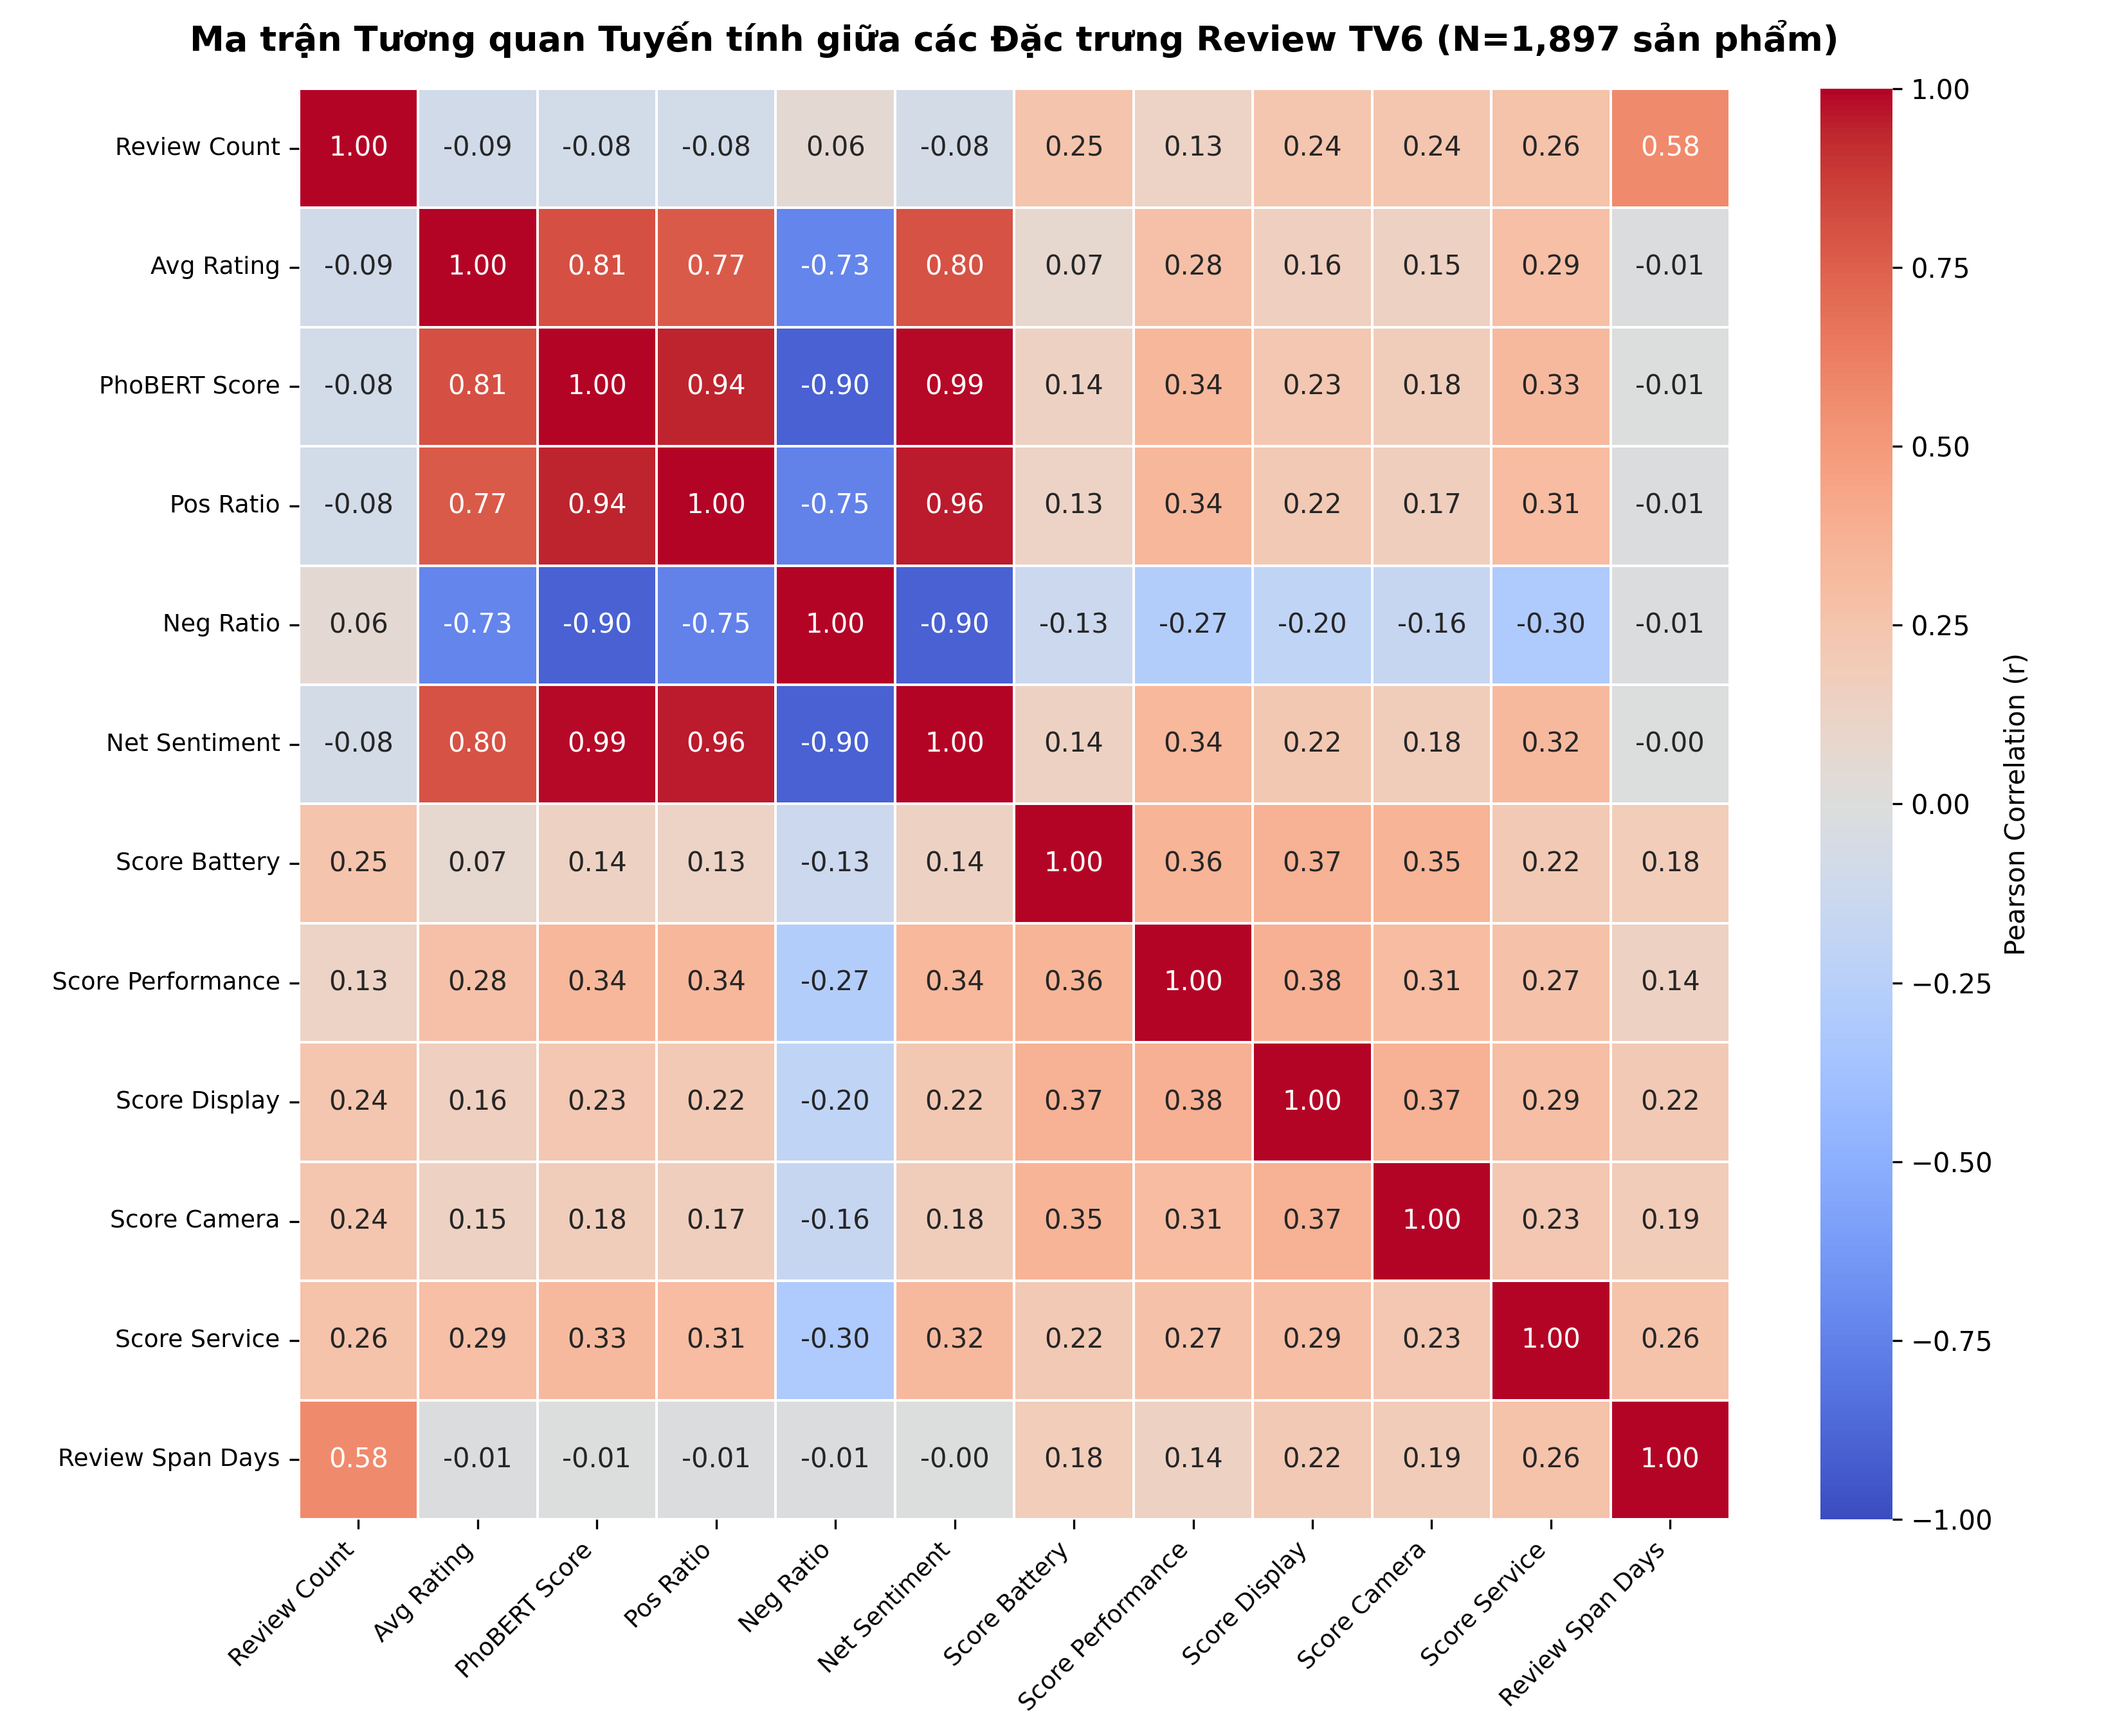 Ma trận Tương quan Tuyến tính giữa các Đặc trưng Review TV6 (N=1,897 sản phẩm)
Review Count 1.00 -0.09 -0.08 -0.08 0.06 -0.08 0.25 0.13 0.24 0.24 0.26 0.58
Avg Rating -0.09 1.00 0.81 0.77 -0.73 0.80 0.07 0.28 0.16 0.15 0.29 -0.01
PhoBERT Score -0.08 0.81 1.00 0.94 -0.90 0.99 0.14 0.34 0.23 0.18 0.33 -0.01
Pos Ratio -0.08 0.77 0.94 1.00 -0.75 0.96 0.13 0.34 0.22 0.17 0.31 -0.01
Neg Ratio 0.06 -0.73 -0.90 -0.75 1.00 -0.90 -0.13 -0.27 -0.20 -0.16 -0.30 -0.01
Net Sentiment -0.08 0.80 0.99 0.96 -0.90 1.00 0.14 0.34 0.22 0.18 0.32 -0.00
Score Battery 0.25 0.07 0.14 0.13 -0.13 0.14 1.00 0.36 0.37 0.35 0.22 0.18
Score Performance 0.13 0.28 0.34 0.34 -0.27 0.34 0.36 1.00 0.38 0.31 0.27 0.14
Score Display 0.24 0.16 0.23 0.22 -0.20 0.22 0.37 0.38 1.00 0.37 0.29 0.22
Score Camera 0.24 0.15 0.18 0.17 -0.16 0.18 0.35 0.31 0.37 1.00 0.23 0.19
Score Service 0.26 0.29 0.33 0.31 -0.30 0.32 0.22 0.27 0.29 0.23 1.00 0.26
Review Span Days 0.58 -0.01 -0.01 -0.01 -0.01 -0.00 0.18 0.14 0.22 0.19 0.26 1.00
Review Count
Avg Rating
PhoBERT Score
Pos Ratio
Neg Ratio
Net Sentiment
Score Battery
Score Performance
Score Display
Score Camera
Score Service
Review Span Days
1.00
0.75
0.50
0.25
0.00
−0.25
−0.50
−0.75
−1.00
Pearson Correlation (r)